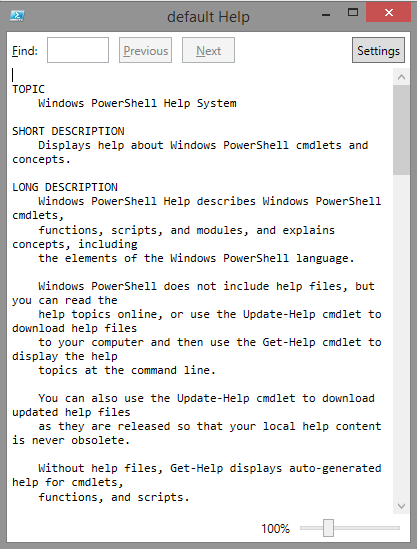 default Help
Find:
Previous
Next
Settings
TOPIC
Windows PowerShell Help System
SHORT DESCRIPTION
Displays help about Windows PowerShell cmdlets and
concepts.
LONG DESCRIPTION
Windows PowerShell Help describes Windows PowerShell
cmdlets,
functions, scripts, and modules, and explains
concepts, including
the elements of the Windows PowerShell language.
Windows PowerShell does not include help files, but
you can read the
help topics online, or use the Update-Help cmdlet to
download help files
to your computer and then use the Get-Help cmdlet to
display the help
topics at the command line.
You can also use the Update-Help cmdlet to download
updated help files
as they are released so that your local help content
is never obsolete.
Without help files, Get-Help displays auto-generated
help for cmdlets,
functions, and scripts.
100%